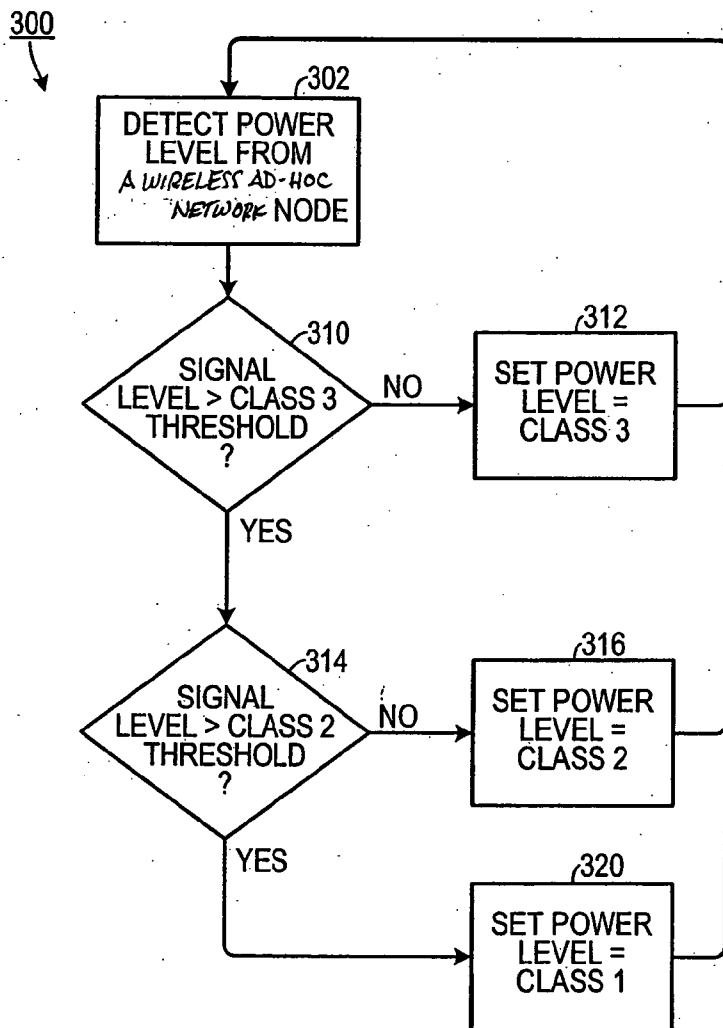 300
302
DETECT POWER
LEVEL FROM
A WIRELESS AD-HOC
NETWORK NODE
310
SIGNAL
LEVEL > CLASS 3
THRESHOLD
?
NO
312
SET POWER
LEVEL =
CLASS 3
YES
314
SIGNAL
LEVEL > CLASS 2
THRESHOLD
?
NO
316
SET POWER
LEVEL =
CLASS 2
YES
320
SET POWER
LEVEL =
CLASS 1